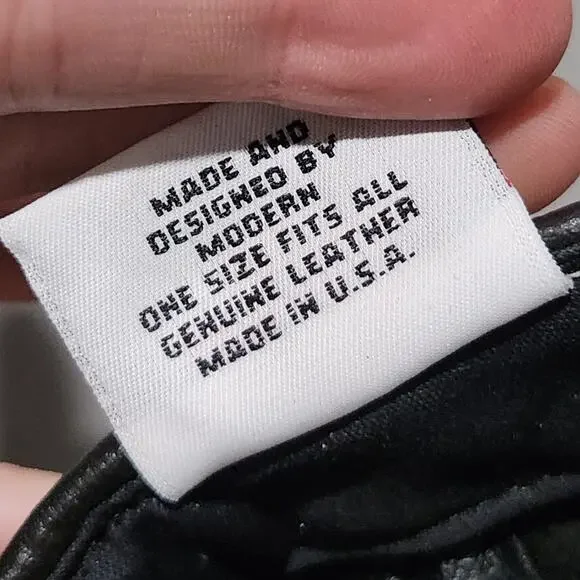 MADE AND
DESIGNED BY
MODERN
ONE SIZE FITS ALL
GENUINE LEATHER
MADE IN U.S.A.